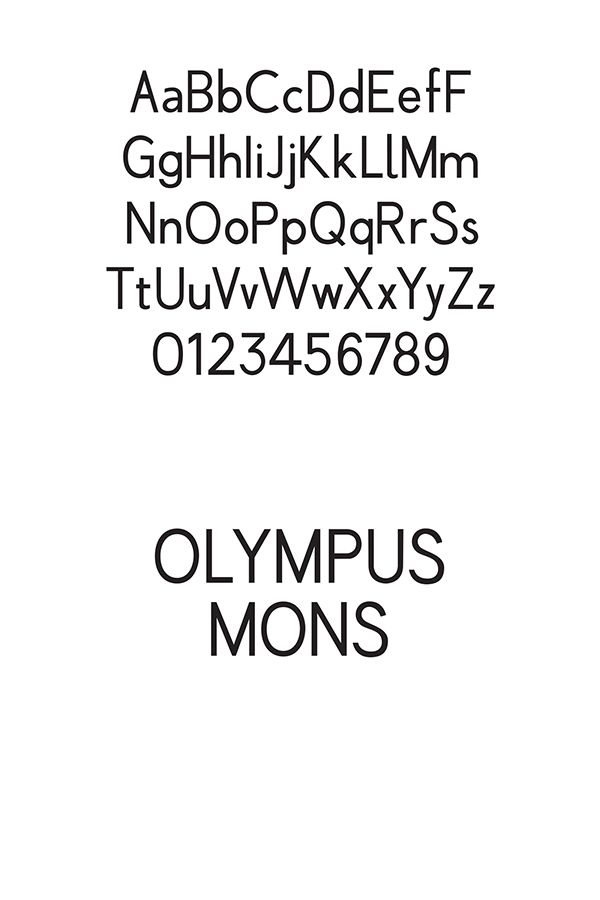 AaBbCcDdEefF
GgHhIiJjKkLlMm
NnOoPpQqRrSs
TtUuVvWwXxYyZz
0123456789
OLYMPUS
MONS